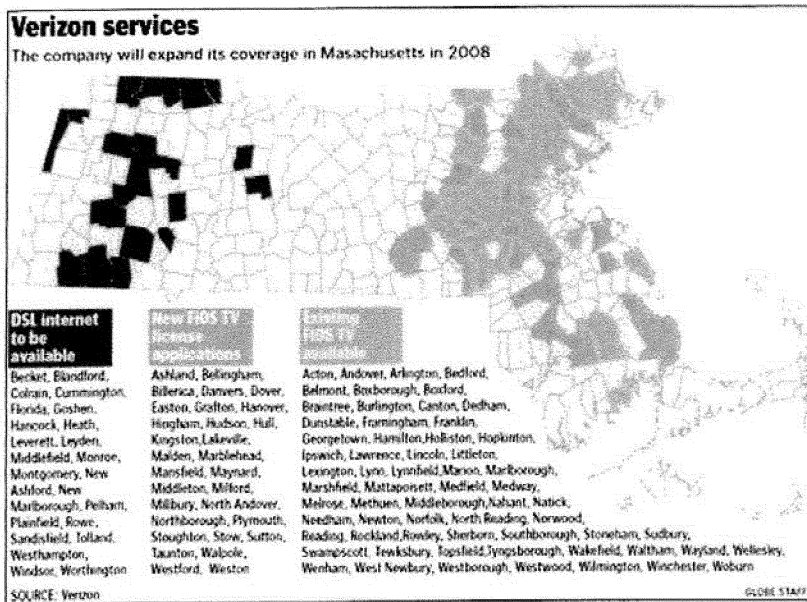 Verizon services
The company will expand its coverage in Masachusetts in 2008
DSL internet
to be
available
Becket, Blandford,
Colrain, Cummington,
Florida, Goshen,
Hancock, Heath,
Leverett, Leyden,
Middlefield, Monroe,
Montgomery, New
Ashford, New
Marlborough, Pelham,
Plainfield, Rowe,
Sandisfield, Tolland,
Westhampton,
Windsor, Worthington
New FiOS TV
license
applications
Ashland, Bellingham,
Billerica, Danvers, Dover,
Easton, Grafton, Hanover,
Hingham, Hudson, Hull,
Kingston,Lakeville,
Malden, Marblehead,
Mansfield, Maynard,
Middleton, Milford,
Millbury, North Andover,
Northborough, Plymouth,
Stoughton, Stow, Sutton,
Taunton, Walpole,
Westford, Weston
Existing
FiOS TV
available
Acton, Andover, Arlington, Bedford,
Belmont, Boxborough, Boxford,
Braintree, Burlington, Canton, Dedham,
Dunstable, Framingham, Franklin,
Georgetown, Hamilton,Holliston, Hopkinton,
Ipswich, Lawrence, Lincoln, Littleton,
Lexington, Lynn, Lynnfield,Marion, Marlborough,
Marshfield, Mattapoisett, Medfield, Medway,
Melrose, Methuen, Middleborough,Nahant, Natick,
Needham, Newton, Norfolk, North Reading, Norwood,
Reading, Rockland,Rowley, Sherborn, Southborough, Stoneham, Sudbury,
Swampscott, Tewksbury, Topsfield,Tyngsborough, Wakefield, Waltham, Wayland, Wellesley,
Wenham, West Newbury, Westborough, Westwood, Wilmington, Winchester, Woburn
SOURCE: Verizon
GLOBE STAFF